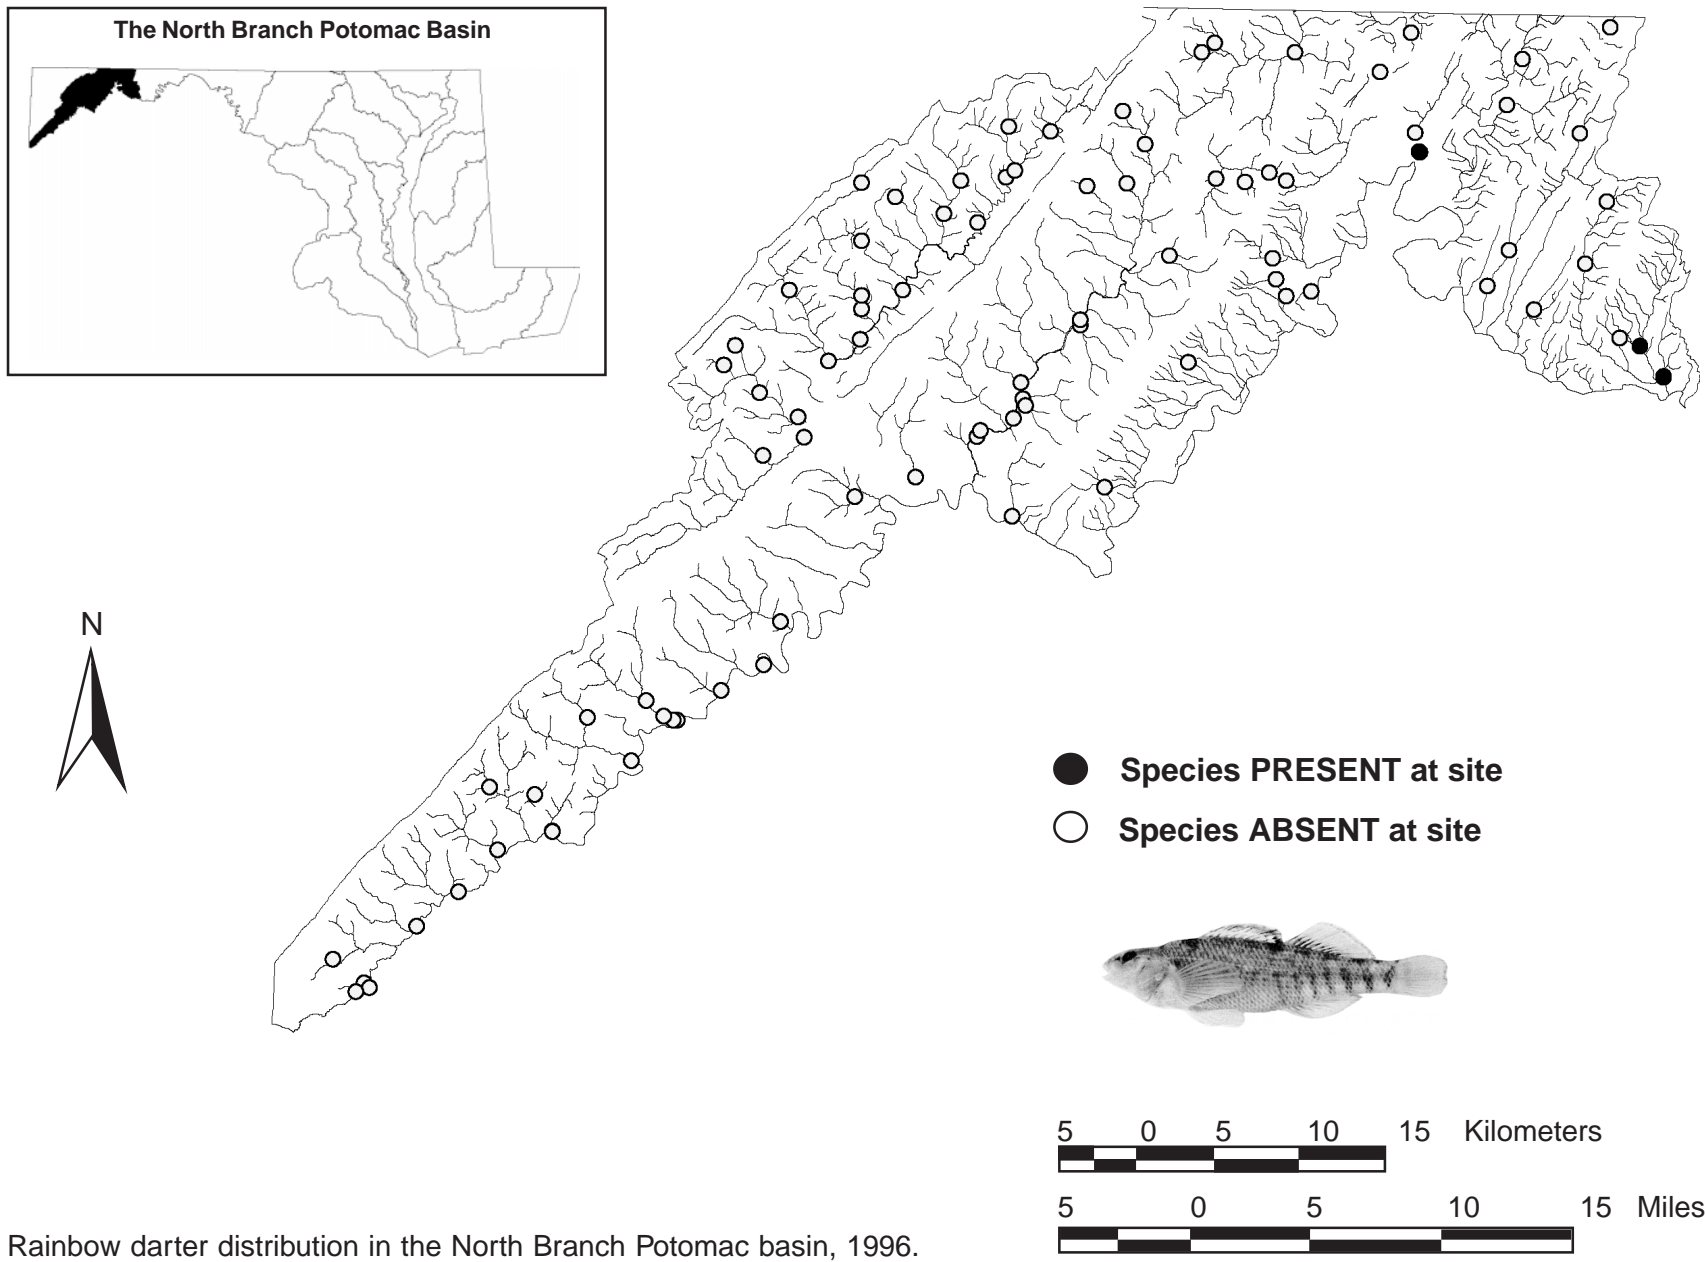 The North Branch Potomac Basin
N
Species PRESENT at site
Species ABSENT at site
5 0 5 10 15 Kilometers
5 0 5 10 15 Miles
Rainbow darter distribution in the North Branch Potomac basin, 1996.